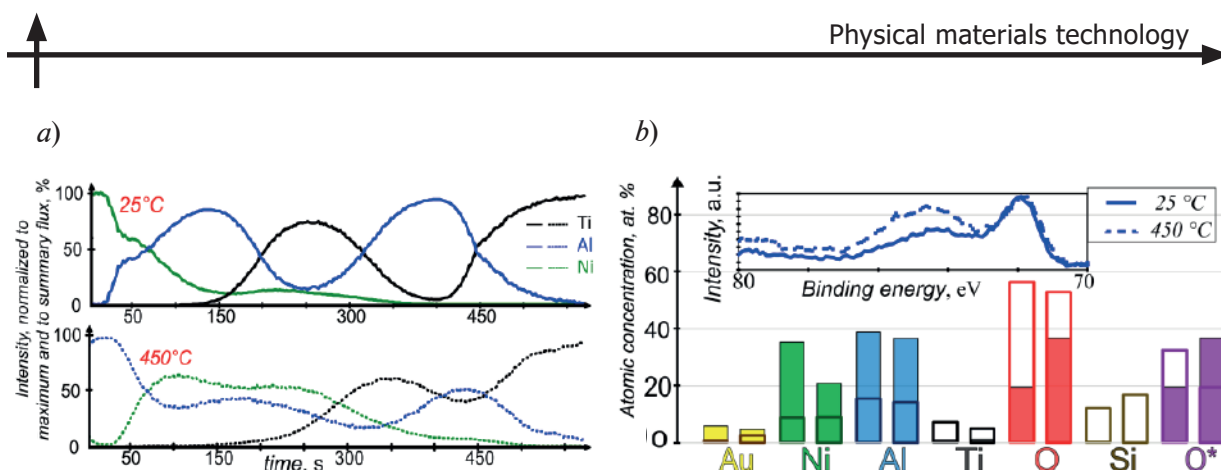 Physical materials technology
a)
b)
Intensity, normalized to
maximum and to summary flux, %
100
50
0
25°C
Ti
Al
Ni
50
150
300
450
100
50
0
450°C
50
150
300
450
time, s
Atomic concentration, at. %
80
60
40
20
0
Intensity, a.u.
80
70
Binding energy, eV
25 °C
450 °C
Au
Ni
Al
Ti
O
Si
O*